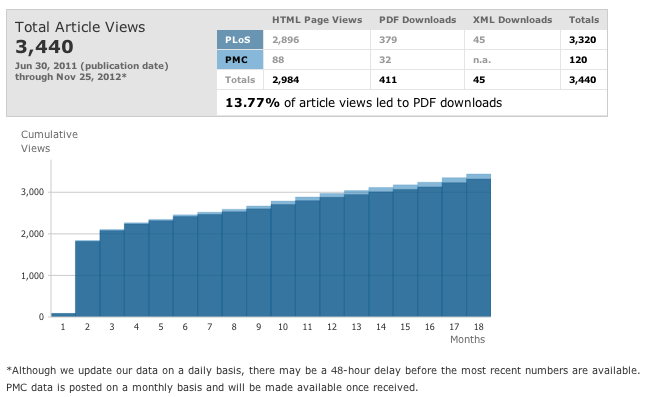 Total Article Views
3,440
Jun 30, 2011 (publication date)
through Nov 25, 2012*
HTML Page Views PDF Downloads XML Downloads Totals
PLoS 2,896 379 45 3,320
PMC 88 32 n.a. 120
Totals 2,984 411 45 3,440
13.77% of article views led to PDF downloads
Cumulative
Views
3,000
2,000
1,000
0
1 2 3 4 5 6 7 8 9 10 11 12 13 14 15 16 17 18
Months
*Although we update our data on a daily basis, there may be a 48-hour delay before the most recent numbers are available.
PMC data is posted on a monthly basis and will be made available once received.